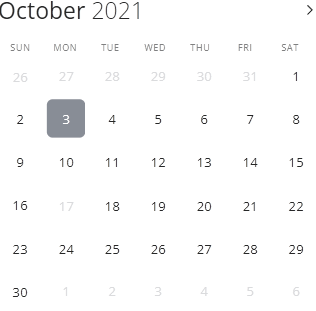 October 2021
SUN MON TUE WED THU FRI SAT
26 27 28 29 30 31 1
2 3 4 5 6 7 8
9 10 11 12 13 14 15
16 17 18 19 20 21 22
23 24 25 26 27 28 29
30 1 2 3 4 5 6